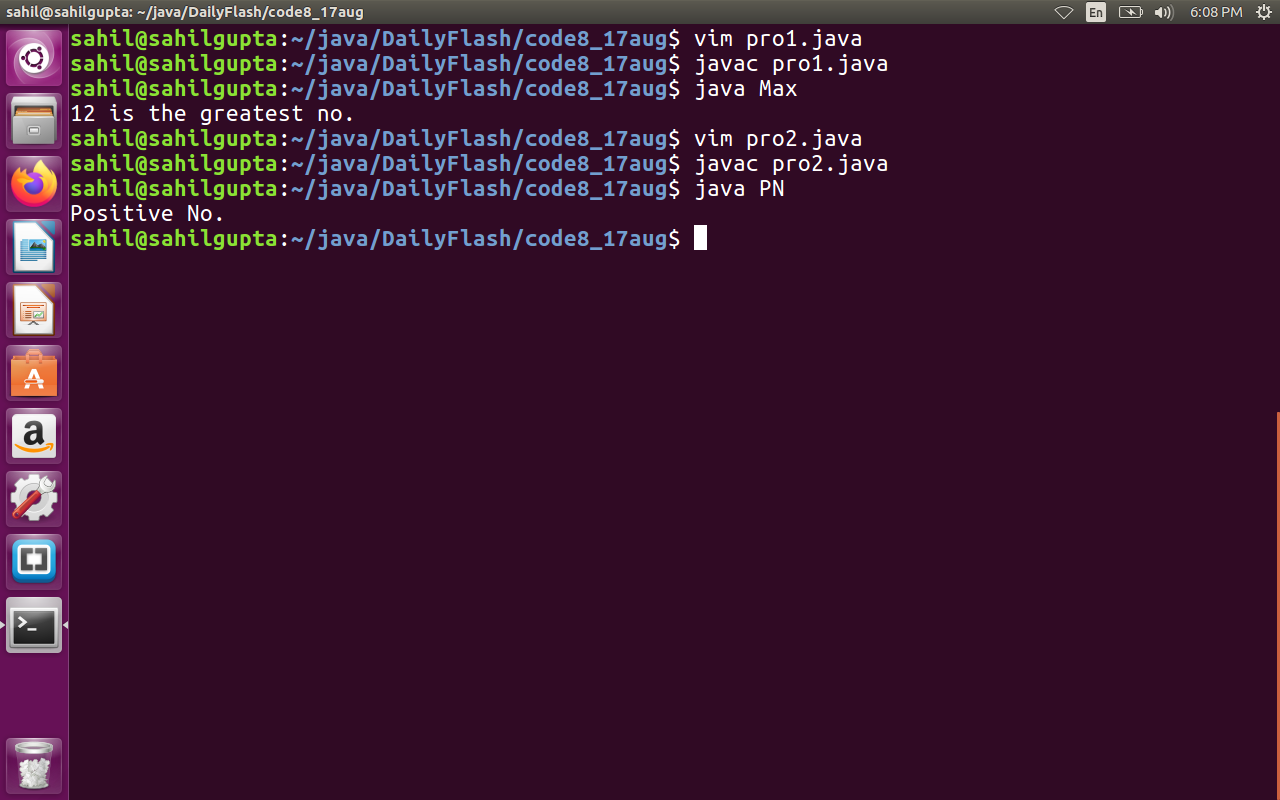 sahil@sahilgupta: ~/java/DailyFlash/code8_17aug
En
6:08 PM
sahil@sahilgupta:~/java/DailyFlash/code8_17aug$ vim pro1.java
sahil@sahilgupta:~/java/DailyFlash/code8_17aug$ javac pro1.java
sahil@sahilgupta:~/java/DailyFlash/code8_17aug$ java Max
12 is the greatest no.
sahil@sahilgupta:~/java/DailyFlash/code8_17aug$ vim pro2.java
sahil@sahilgupta:~/java/DailyFlash/code8_17aug$ javac pro2.java
sahil@sahilgupta:~/java/DailyFlash/code8_17aug$ java PN
Positive No.
sahil@sahilgupta:~/java/DailyFlash/code8_17aug$